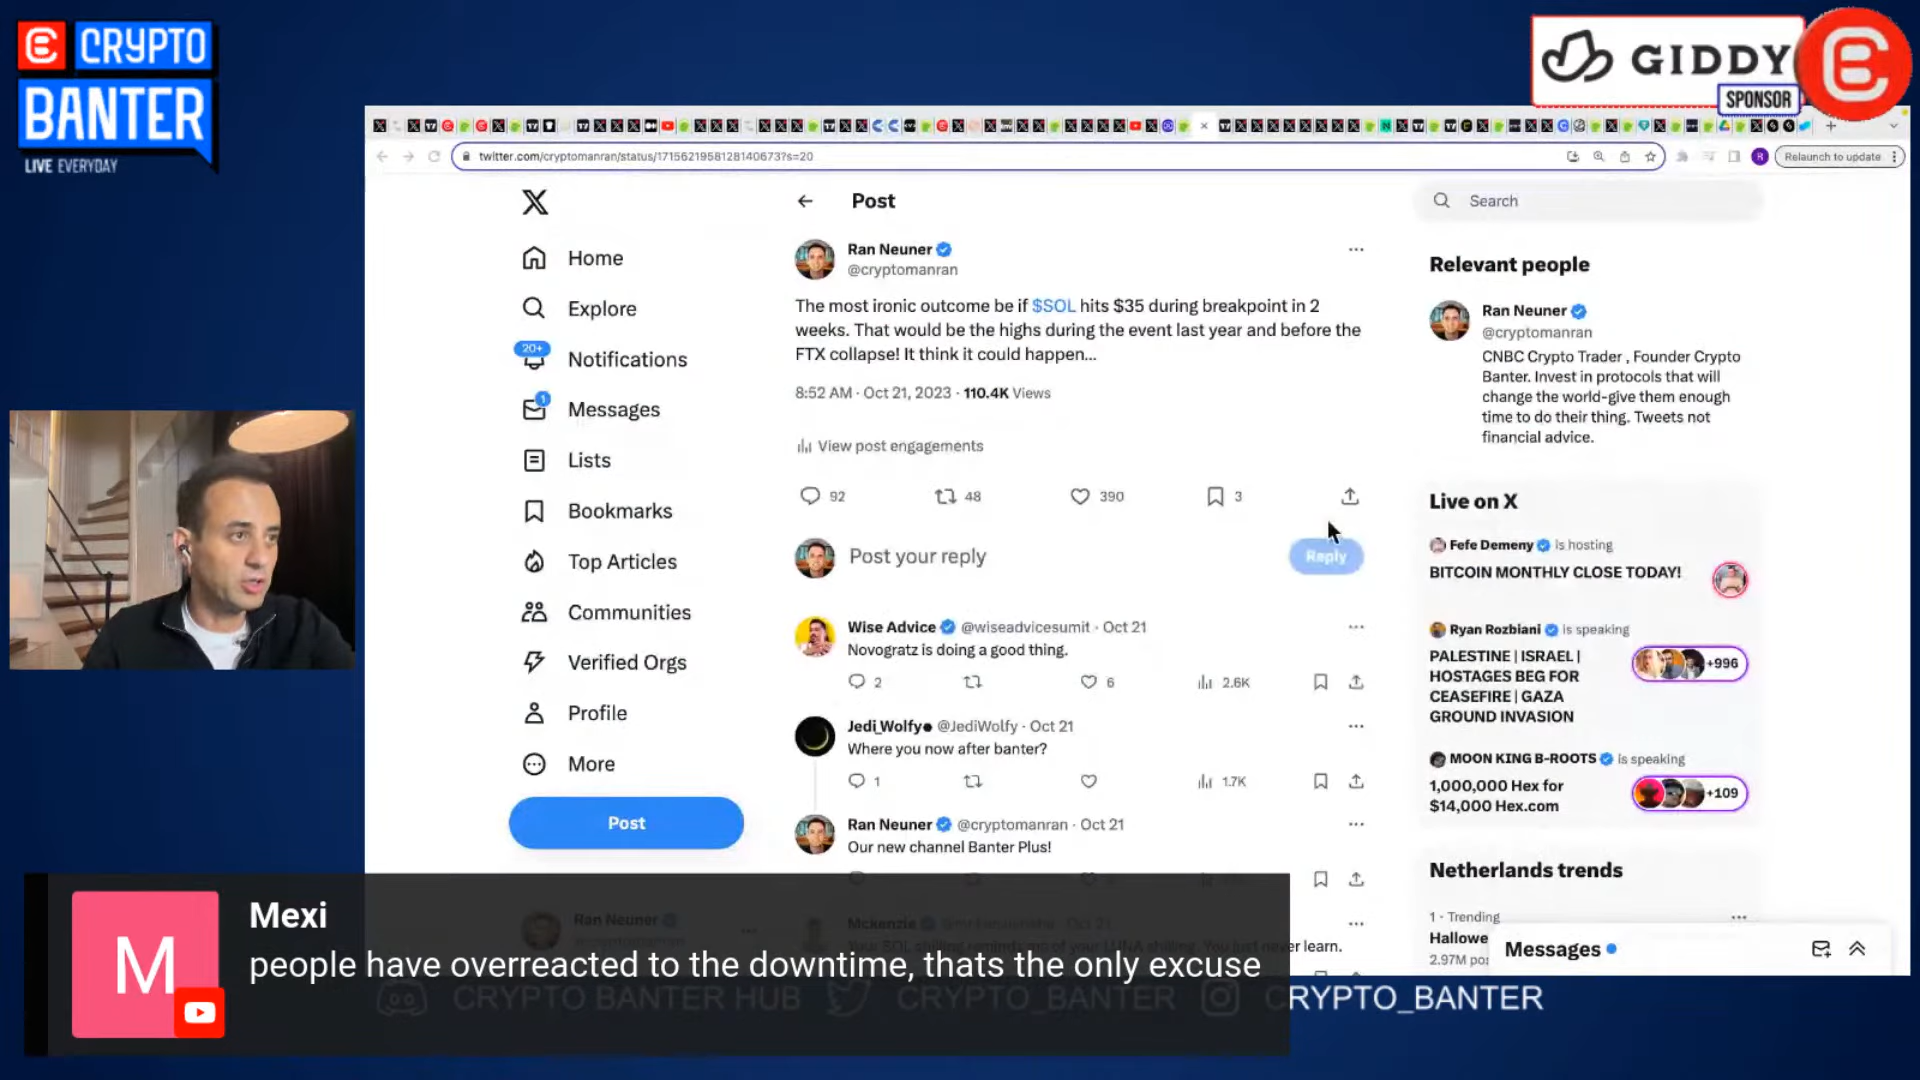 CRYPTO
BANTER
LIVE EVERYDAY
GIDDY
SPONSOR
twitter.com/cryptomanran/status/1715621958128140673?s=20
Relaunch to update
Home
Explore
20+
Notifications
1
Messages
Lists
Bookmarks
Top Articles
Communities
Verified Orgs
Profile
More
Post
Post
Ran Neuner
@cryptomanran
The most ironic outcome be if $SOL hits $35 during breakpoint in 2
weeks. That would be the highs during the event last year and before the
FTX collapse! It think it could happen...
8:52 AM · Oct 21, 2023 · 110.4K Views
View post engagements
92 48 390 3
Post your reply
Reply
Wise Advice @wiseadvicesumit · Oct 21
Novogratz is doing a good thing.
2 6 2.6K
Jedi_Wolfy @JediWolfy · Oct 21
Where you now after banter?
1 1.7K
Ran Neuner @cryptomanran · Oct 21
Our new channel Banter Plus!
Ran Neuner
Mckenzie
Oct 21
never learn.
Search
Relevant people
Ran Neuner
@cryptomanran
CNBC Crypto Trader , Founder Crypto
Banter. Invest in protocols that will
change the world-give them enough
time to do their thing. Tweets not
financial advice.
Live on X
Fefe Demeny is hosting
BITCOIN MONTHLY CLOSE TODAY!
Ryan Rozbiani is speaking
PALESTINE | ISRAEL |
HOSTAGES BEG FOR
CEASEFIRE | GAZA
GROUND INVASION
+996
MOON KING B-ROOTS is speaking
1,000,000 Hex for
$14,000 Hex.com
+109
Netherlands trends
1 · Trending
Hallowe
2.97M po
Messages
M
Mexi
people have overreacted to the downtime, thats the only excuse
CRYPTO BANTER HUB CRYPTO_BANTER CRYPTO_BANTER